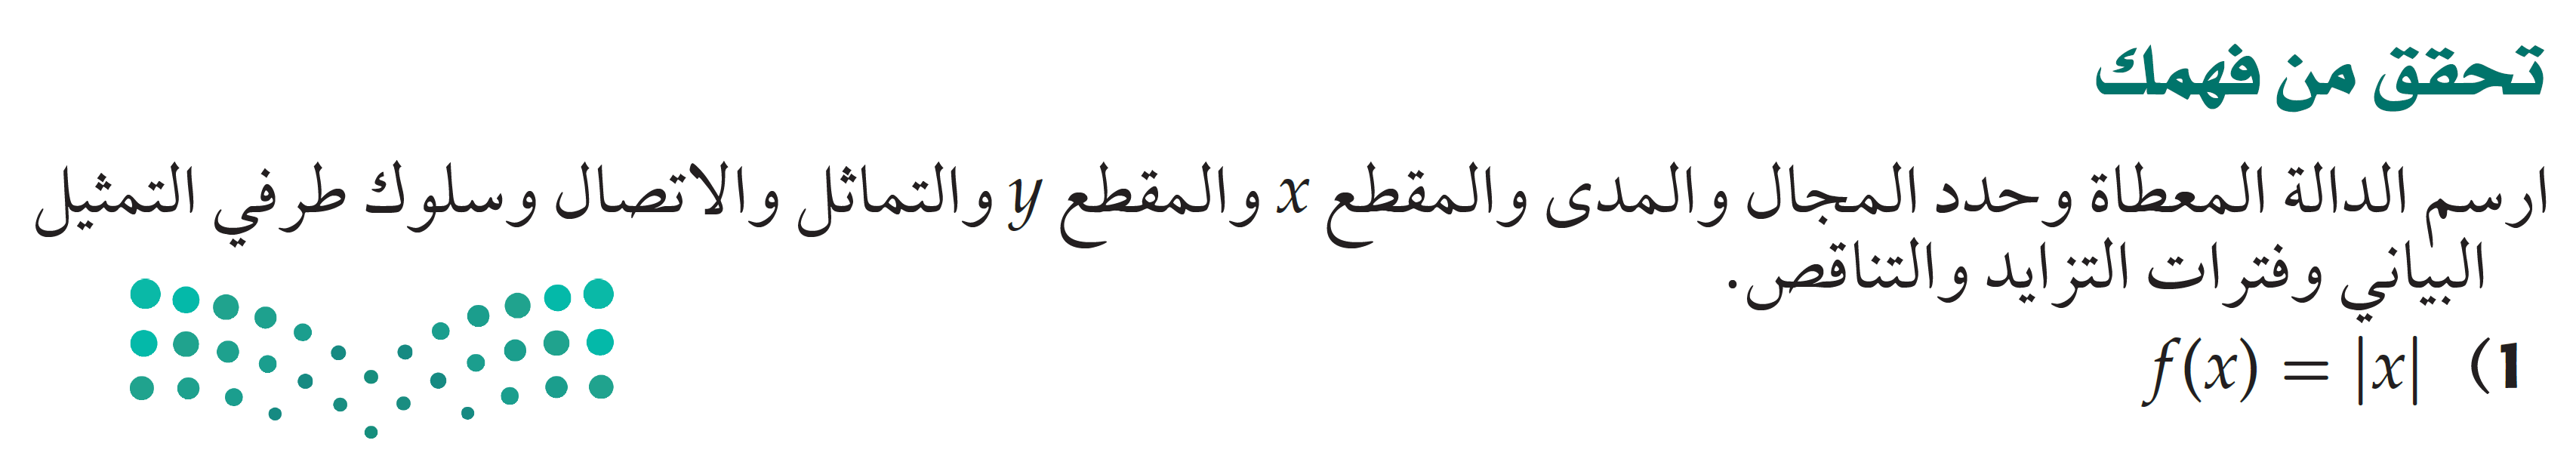 تحقق من فهمك
ارسم الدالة المعطاة وحدد المجال والمدى والمقطع x والمقطع y والتماثل والاتصال وسلوك طرفي التمثيل
البياني وفترات التزايد والتناقص.
1) f(x) = |x|